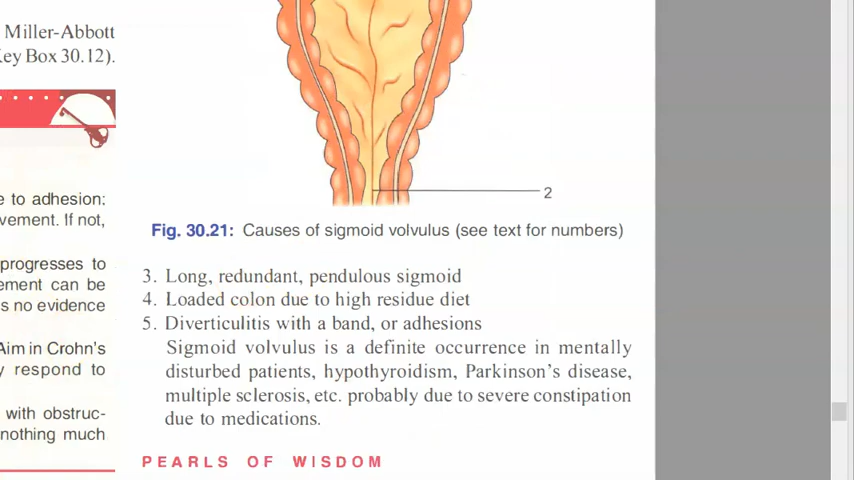 Miller-Abbott
Key Box 30.12).
to adhesion:
vement. If not,
progresses to
ement can be
s no evidence
Aim in Crohn's
respond to
with obstruc-
nothing much
2
Fig. 30.21: Causes of sigmoid volvulus (see text for numbers)
3. Long, redundant, pendulous sigmoid
4. Loaded colon due to high residue diet
5. Diverticulitis with a band, or adhesions
Sigmoid volvulus is a definite occurrence in mentally
disturbed patients, hypothyroidism, Parkinson's disease,
multiple sclerosis, etc. probably due to severe constipation
due to medications.
PEARLS OF WISDOM